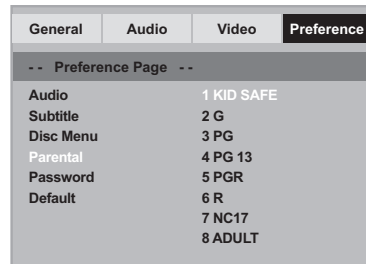 General Audio Video Preference
-- Preference Page --
Audio 1 KID SAFE
Subtitle 2 G
Disc Menu 3 PG
Parental 4 PG 13
Password 5 PGR
Default 6 R
7 NC17
8 ADULT